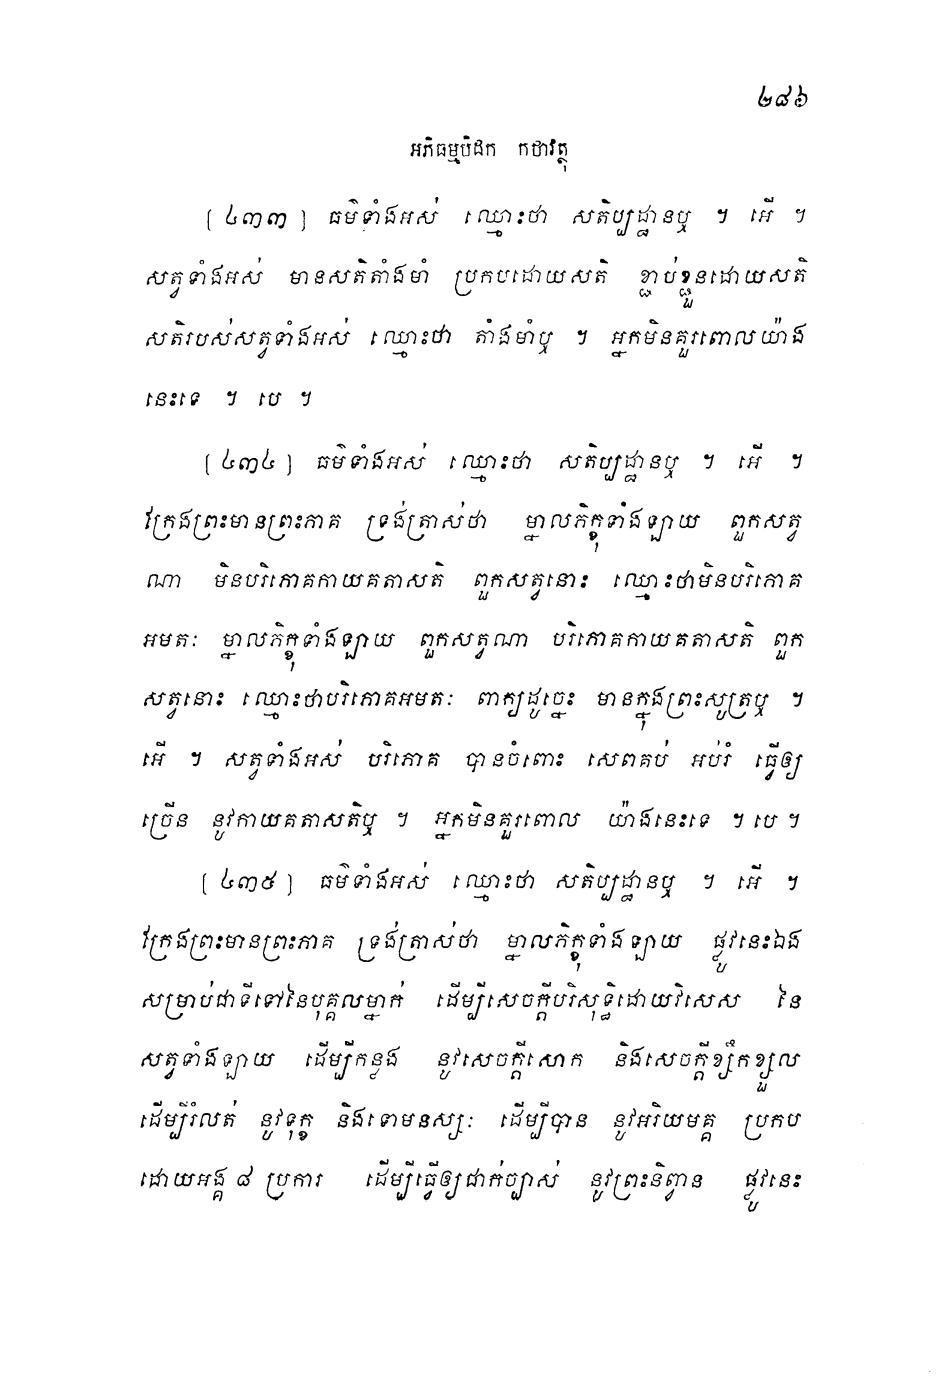 ២៨៦
អភិធម្មបិដក កថាវត្ថុ
[៤៣៣] ធម៌ទាំងអស់ ឈ្មោះថា សតិប្បដ្ឋានឬ ។ អើ ។
សត្វទាំងអស់ មានសតិតាំងមាំ ប្រកបដោយសតិ ខ្ជាប់ខ្ជួនដោយសតិ
សតិរបស់សត្វទាំងអស់ ឈ្មោះថា តាំងមាំឬ ។ អ្នកមិនគួរពោលយ៉ាង
នេះទេ ។ បេ ។
[៤៣៤] ធម៌ទាំងអស់ ឈ្មោះថា សតិប្បដ្ឋានឬ ។ អើ ។
ក្រែងព្រះមានព្រះភាគ ទ្រង់ត្រាស់ថា ម្នាលភិក្ខុទាំងឡាយ ពួកសត្វ
ណា មិនបរិភោគកាយគតាសតិ ពួកសត្វនោះ ឈ្មោះថាមិនបរិភោគ
អមតៈ ម្នាលភិក្ខុទាំងឡាយ ពួកសត្វណា បរិភោគកាយគតាសតិ ពួក
សត្វនោះ ឈ្មោះថាបរិភោគអមតៈ ពាក្យដូច្នេះ មានក្នុងព្រះសូត្រឬ ។
អើ ។ សត្វទាំងអស់ បរិភោគ បានចំពោះ សេពគប់ អប់រំ ធ្វើឲ្យ
ច្រើន នូវកាយគតាសតិឬ ។ អ្នកមិនគួរពោល យ៉ាងនេះទេ ។ បេ ។
[៤៣៥] ធម៌ទាំងអស់ ឈ្មោះថា សតិប្បដ្ឋានឬ ។ អើ ។
ក្រែងព្រះមានព្រះភាគ ទ្រង់ត្រាស់ថា ម្នាលភិក្ខុទាំងឡាយ ផ្លូវនេះឯង
សម្រាប់ជាទីទៅនៃបុគ្គលម្នាក់ ដើម្បីសេចក្តីបរិសុទ្ធិដោយវិសេស នៃ
សត្វទាំងឡាយ ដើម្បីកន្លង នូវសេចក្តីសោក និងសេចក្តីខ្សឹកខ្សួល
ដើម្បីរំលត់ នូវទុក្ខ និងទោមនស្សៈ ដើម្បីបាន នូវអរិយមគ្គ ប្រកប
ដោយអង្គ ៨ ប្រការ ដើម្បីធ្វើឲ្យជាក់ច្បាស់ នូវព្រះនិព្វាន ផ្លូវនេះ